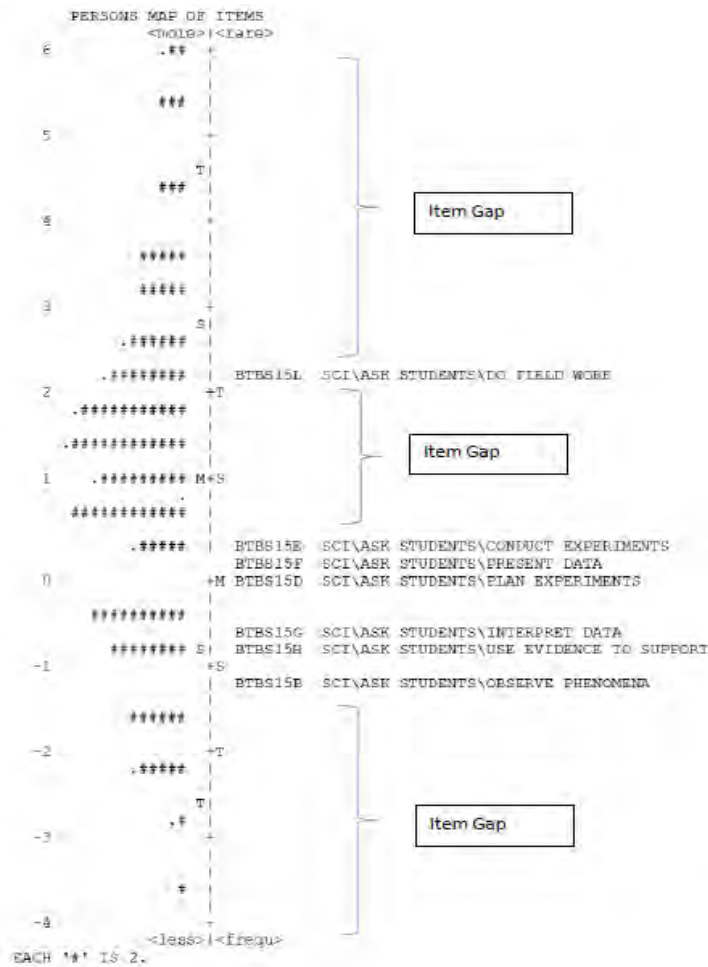 PERSONS MAP OF ITEMS
<more>|<rare>
6 .## +
###
5 +
T|
###
4 + Item Gap
#####
#####
3 +
S|
.######
.######## BTBS15L SCI\ASK STUDENTS\DO FIELD WORK
2 +T
.###########
.############ Item Gap
1 .######### M+S
.
############
.##### BTBS15E SCI\ASK STUDENTS\CONDUCT EXPERIMENTS
BTBS15F SCI\ASK STUDENTS\PRESENT DATA
0 +M BTBS15D SCI\ASK STUDENTS\PLAN EXPERIMENTS
##########
BTBS15G SCI\ASK STUDENTS\INTERPRET DATA
######## S| BTBS15H SCI\ASK STUDENTS\USE EVIDENCE TO SUPPORT
-1 +S
BTBS15B SCI\ASK STUDENTS\OBSERVE PHENOMENA
######
-2 +T
.#####
T|
.# Item Gap
-3 +
#
-4 +
<less>|<frequ>
EACH '#' IS 2.